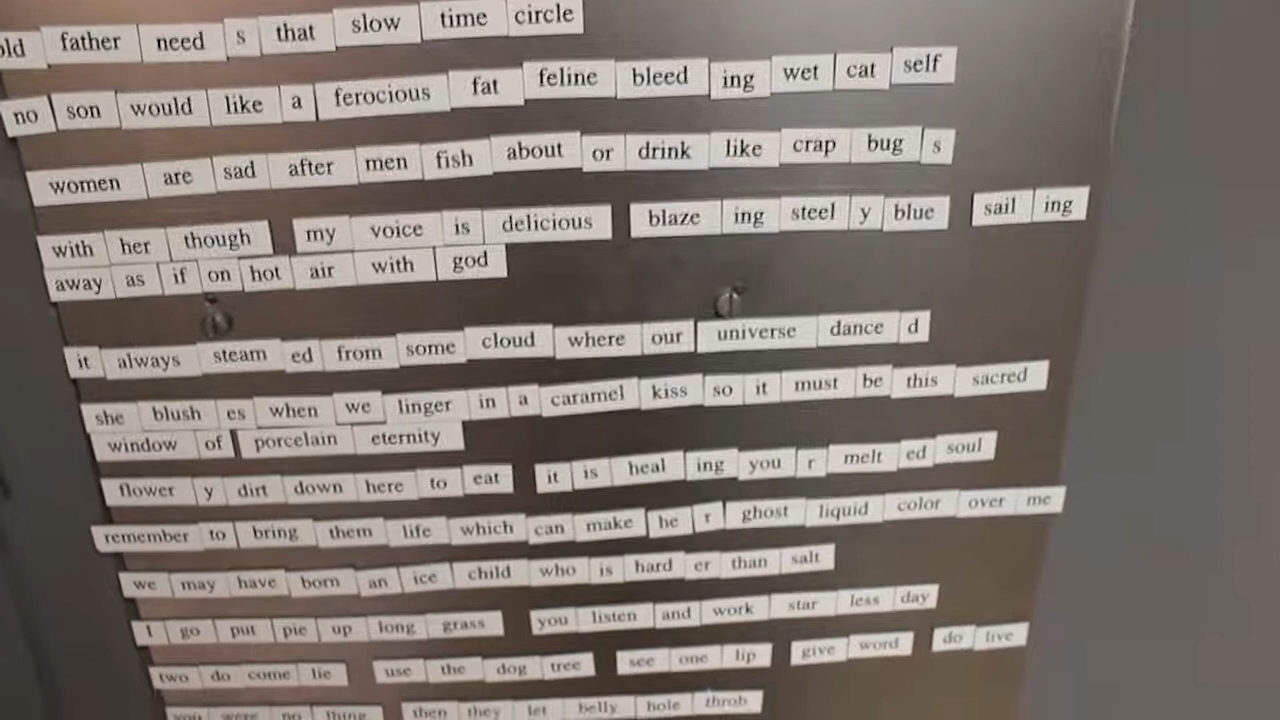 old father need s that slow time circle
no son would like a ferocious fat feline bleed ing wet cat self
women are sad after men fish about or drink like crap bug s
with her though my voice is delicious blaze ing steel y blue sail ing
away as if on hot air with god
it always steam ed from some cloud where our universe dance d
she blush es when we linger in a caramel kiss so it must be this sacred
window of porcelain eternity
flower y dirt down here to eat it is heal ing you r melt ed soul
remember to bring them life which can make he r ghost liquid color over me
we may have born an ice child who is hard er than salt
I go put pie up long grass you listen and work star less day
two do come lie use the dog tree see one lip give word do live
you were no thing then they let belly hole throb